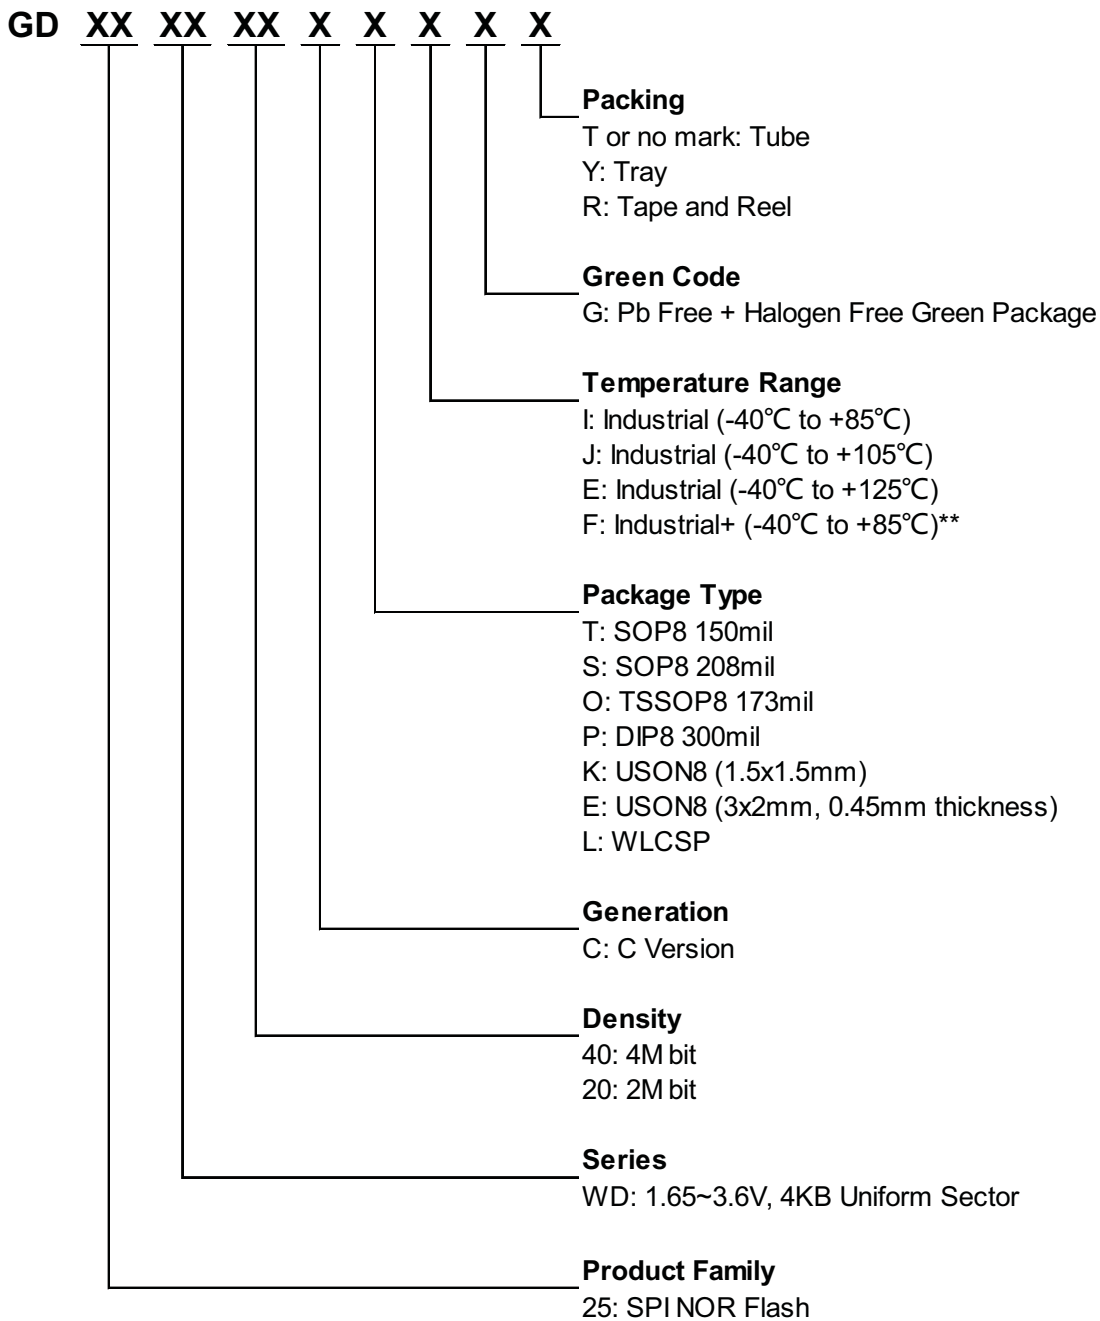 GD XX XX XX X X X X X
Packing
T or no mark: Tube
Y: Tray
R: Tape and Reel
Green Code
G: Pb Free + Halogen Free Green Package
Temperature Range
I: Industrial (-40℃ to +85℃)
J: Industrial (-40℃ to +105℃)
E: Industrial (-40℃ to +125℃)
F: Industrial+ (-40℃ to +85℃)**
Package Type
T: SOP8 150mil
S: SOP8 208mil
O: TSSOP8 173mil
P: DIP8 300mil
K: USON8 (1.5x1.5mm)
E: USON8 (3x2mm, 0.45mm thickness)
L: WLCSP
Generation
C: C Version
Density
40: 4M bit
20: 2M bit
Series
WD: 1.65~3.6V, 4KB Uniform Sector
Product Family
25: SPI NOR Flash